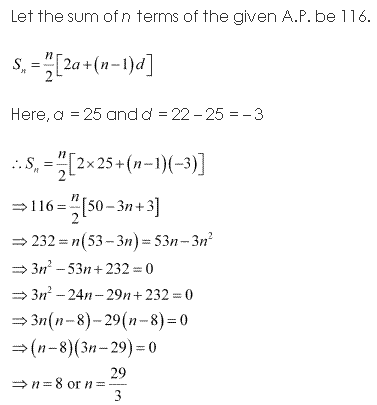 Let the sum of n terms of the given A.P. be 116.
Sₙ = n/2[2a+(n−1)d]
Here, a = 25 and d = 22 – 25 = – 3
∴ Sₙ = n/2[2×25+(n−1)(−3)]
⇒ 116 = n/2[50−3n+3]
⇒ 232 = n(53−3n) = 53n−3n²
⇒ 3n²−53n+232 = 0
⇒ 3n²−24n−29n+232 = 0
⇒ 3n(n−8)−29(n−8) = 0
⇒ (n−8)(3n−29) = 0
⇒ n = 8 or n = 29/3